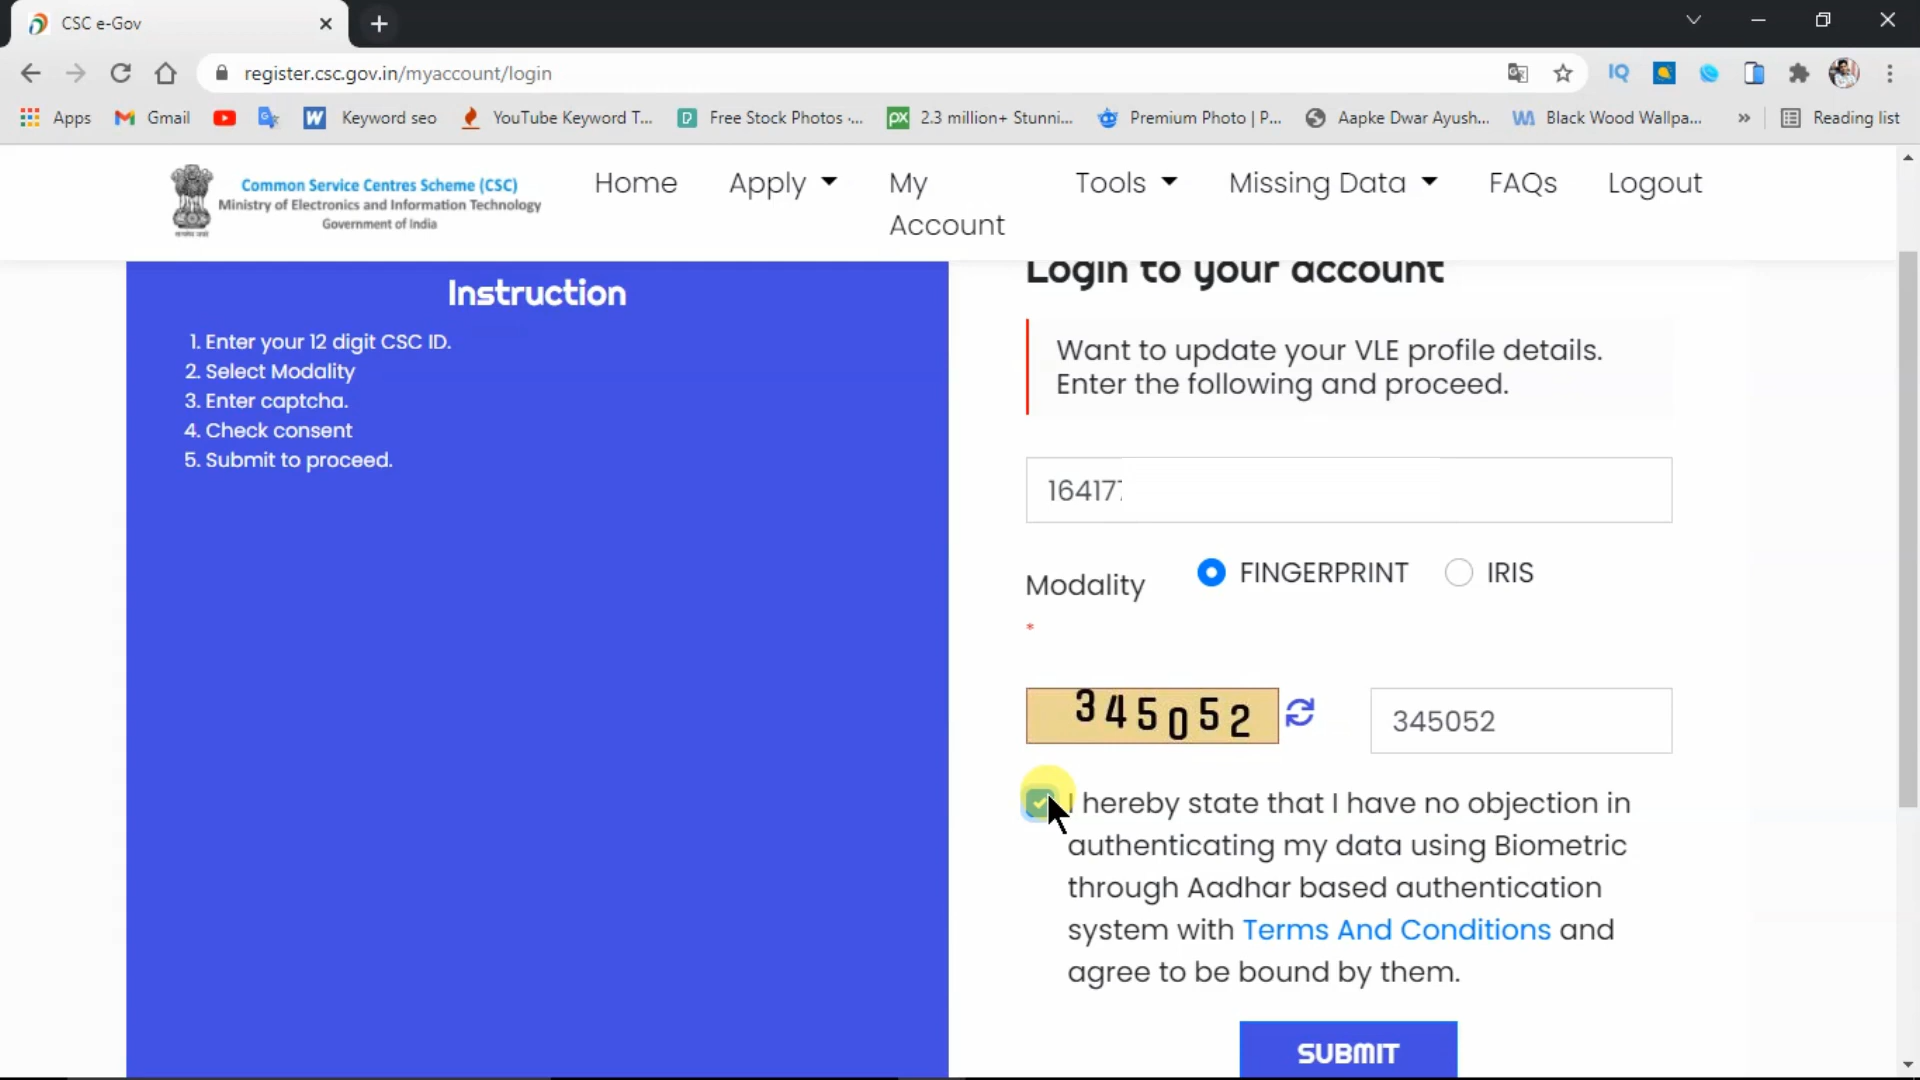 CSC e-Gov
register.csc.gov.in/myaccount/login
IQ
Apps
Gmail
Keyword seo
YouTube Keyword T...
Free Stock Photos -...
2.3 million+ Stunni...
Premium Photo | P...
Aapke Dwar Ayush...
Black Wood Wallpa...
»
Reading list
Common Service Centres Scheme (CSC)
Ministry of Electronics and Information Technology
Government of India
Home
Apply
My Account
Tools
Missing Data
FAQs
Logout
Instruction
1. Enter your 12 digit CSC ID.
2. Select Modality
3. Enter captcha.
4. Check consent
5. Submit to proceed.
Login to your account
Want to update your VLE profile details.
Enter the following and proceed.
16417
Modality
*
FINGERPRINT
IRIS
345052
345052
I hereby state that I have no objection in
authenticating my data using Biometric
through Aadhar based authentication
system with Terms And Conditions and
agree to be bound by them.
SUBMIT